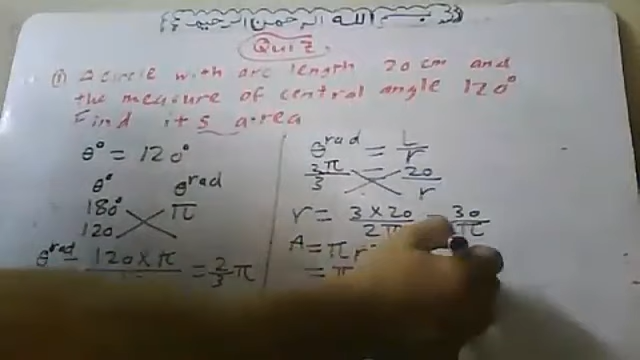 بسم الله الرحمن الرحيم
Quiz
① A circle with arc length 20 cm and
the measure of central angle 120°
Find its area
θ° = 120°
θ° θ^rad
180° π
120
θ^rad = 120 × π = 2/3 π
θ^rad = L/r
2π/3 = 20/r
r = 3 × 20 / 2π = 30/π
A = π r
= π